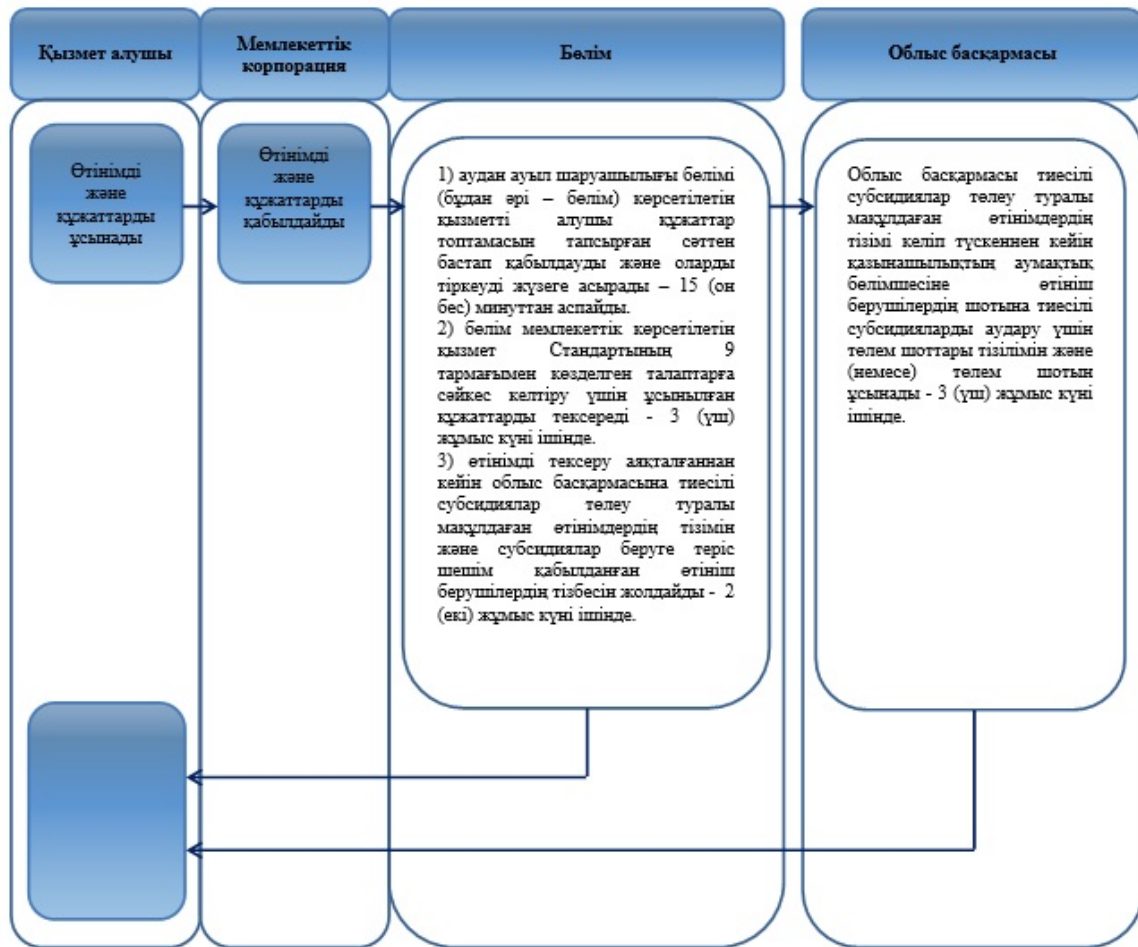 Қызмет алушы
Мемлекеттік
корпорация
Бөлім
Облыс басқармасы
Өтінімді
және
құжаттарды
ұсынады
Өтінімді
және
құжаттарды
қабылдайды
1) аудан ауыл шаруашылығы бөлімі
(бұдан әрі – бөлім) көрсетілетін
қызметті алушы құжаттар
топтамасын тапсырған сәттен
бастап қабылдауды және оларды
тіркеуді жүзеге асырады – 15 (он
бес) минуттан аспайды.
2) бөлім мемлекеттік көрсетілетін
қызмет Стандартының 9
тармағымен көзделген талаптарға
сәйкес келтіру үшін ұсынылған
құжаттарды тексереді - 3 (үш)
жұмыс күні ішінде.
3) өтінімді тексеру аяқталғаннан
кейін облыс басқармасына тиесілі
субсидиялар төлеу туралы
мақұлдаған өтінімдердің тізімін
және субсидиялар беруге теріс
шешім қабылданған өтініш
берушілердің тізбесін жолдайды - 2
(екі) жұмыс күні ішінде.
Облыс басқармасы тиесілі
субсидиялар төлеу туралы
мақұлдаған өтінімдердің
тізімі келіп түскеннен кейін
қазынашылықтың аумақтық
бөлімшесіне өтініш
берушілердің шотына тиесілі
субсидияларды аудару үшін
төлем шоттары тізілімін және
(немесе) төлем шотын
ұсынады - 3 (үш) жұмыс күні
ішінде.